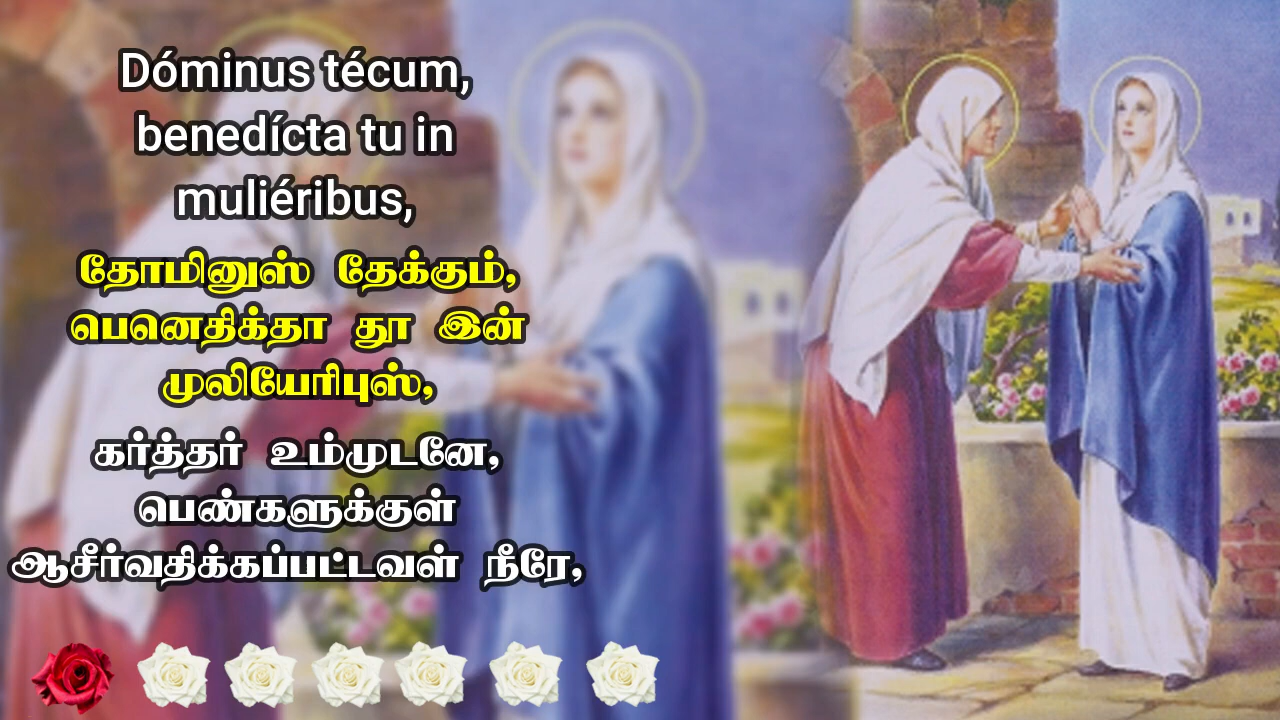 Dóminus técum,
benedícta tu in
muliéribus,
தோமினுஸ் தேக்கும்,
பெனெதிக்தா தூ இன்
முலியேரிபுஸ்,
கர்த்தர் உம்முடனே,
பெண்களுக்குள்
ஆசீர்வதிக்கப்பட்டவள் நீரே,